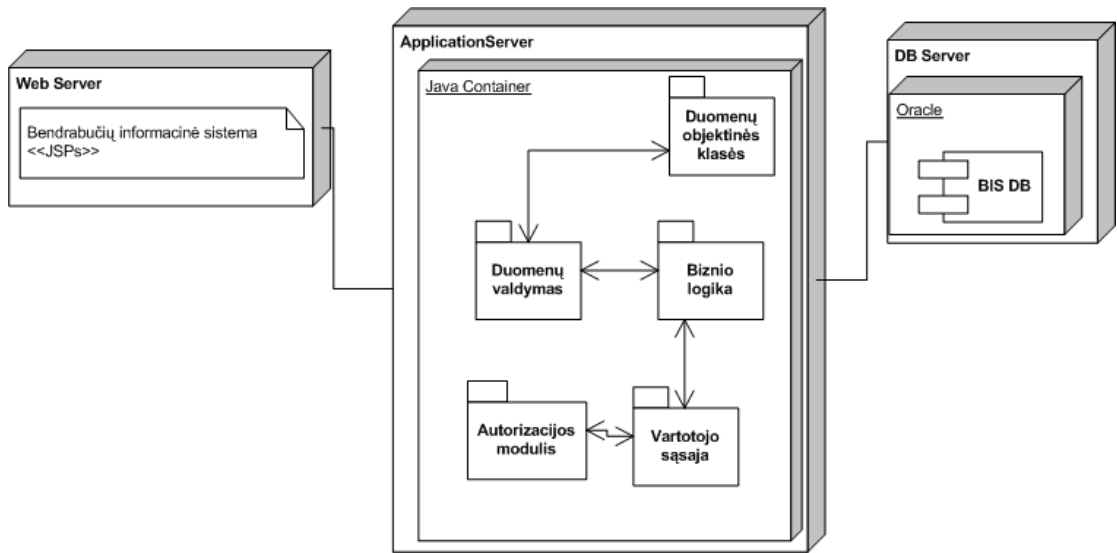 Web Server
Bendrabučių informacinė sistema
<<JSPs>>
ApplicationServer
Java Container
Duomenų
objektinės
klasės
Duomenų
valdymas
Biznio
logika
Autorizacijos
modulis
Vartotojo
sąsaja
DB Server
Oracle
BIS DB